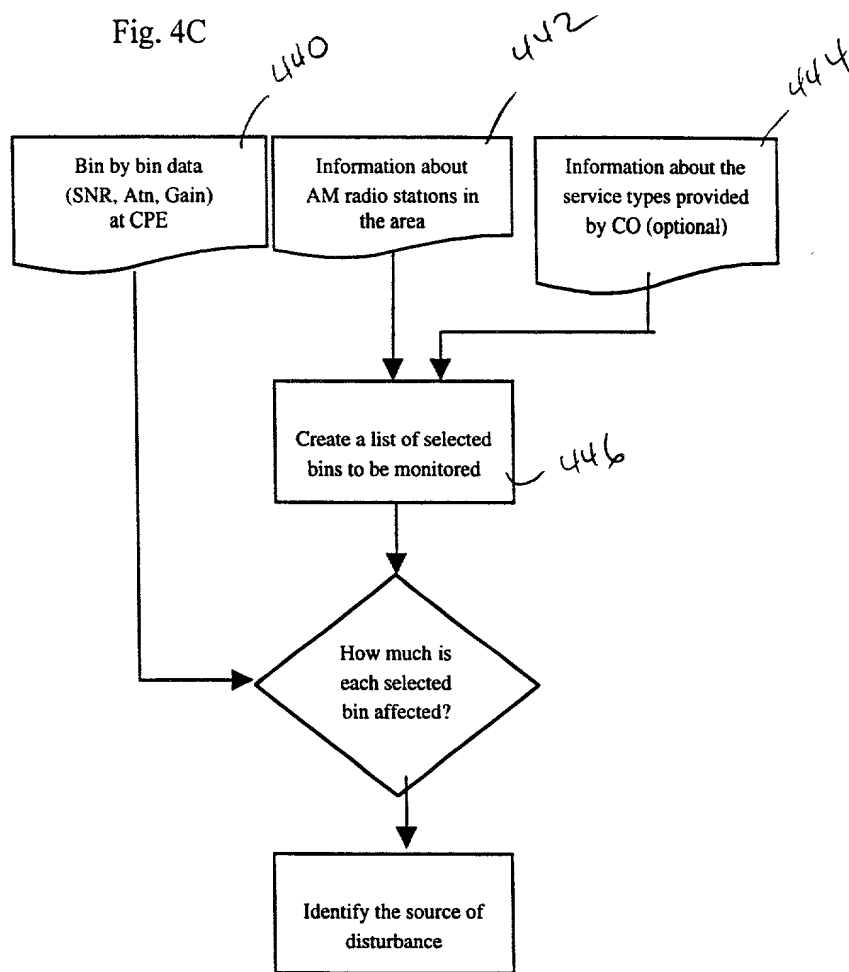 Fig. 4C
440
442
444
Bin by bin data
(SNR, Atn, Gain)
at CPE
Information about
AM radio stations in
the area
Information about the
service types provided
by CO (optional)
Create a list of selected
bins to be monitored
446
How much is
each selected
bin affected?
Identify the source of
disturbance